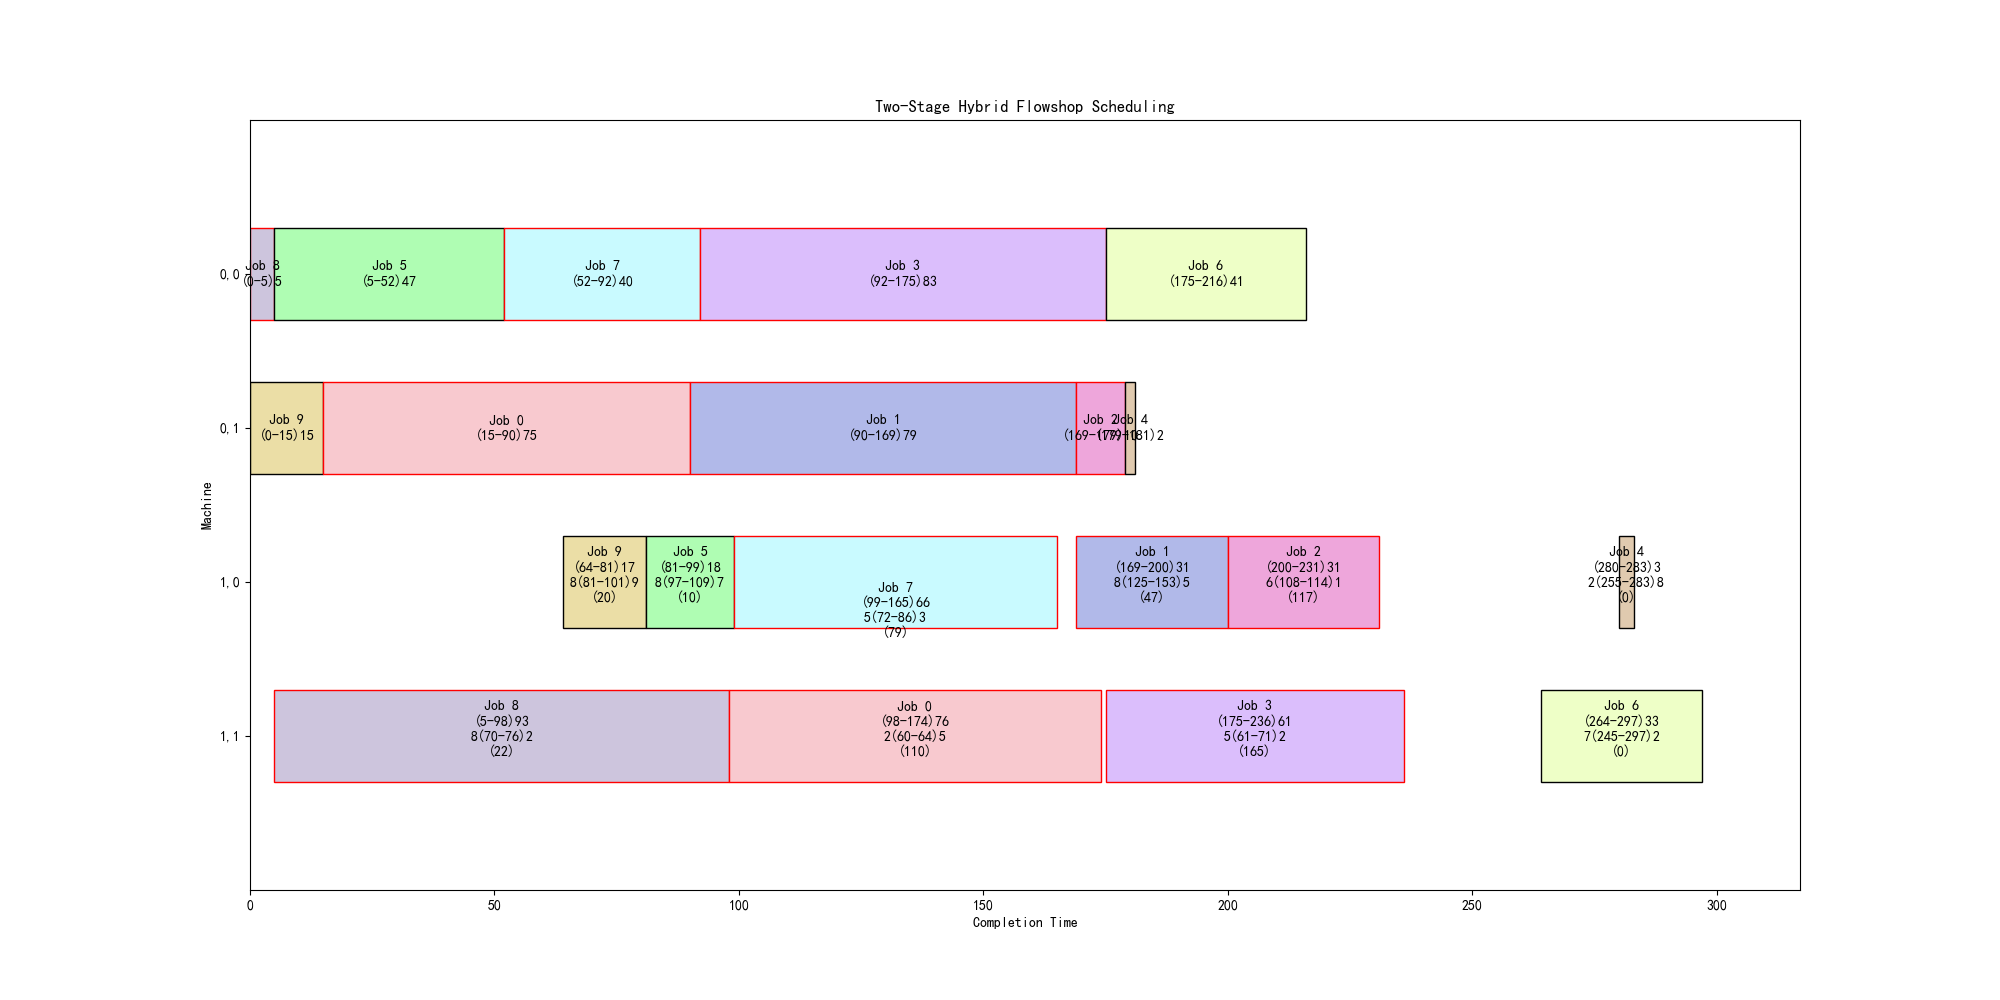 Two-Stage Hybrid Flowshop Scheduling
Machine
0,0
Job 8
(0-5)5
Job 5
(5-52)47
Job 7
(52-92)40
Job 3
(92-175)83
Job 6
(175-216)41
0,1
Job 9
(0-15)15
Job 0
(15-90)75
Job 1
(90-169)79
Job 2
(169-179)10
Job 4
(179-181)2
1,0
Job 9
(64-81)17
8(81-101)9
(20)
Job 5
(81-99)18
8(97-109)7
(10)
Job 7
(99-165)66
5(72-86)3
(79)
Job 1
(169-200)31
8(125-153)5
(47)
Job 2
(200-231)31
6(108-114)1
(117)
Job 4
(280-283)3
2(255-283)8
(0)
1,1
Job 8
(5-98)93
8(70-76)2
(22)
Job 0
(98-174)76
2(60-64)5
(110)
Job 3
(175-236)61
5(61-71)2
(165)
Job 6
(264-297)33
7(245-297)2
(0)
0
50
100
150
200
250
300
Completion Time